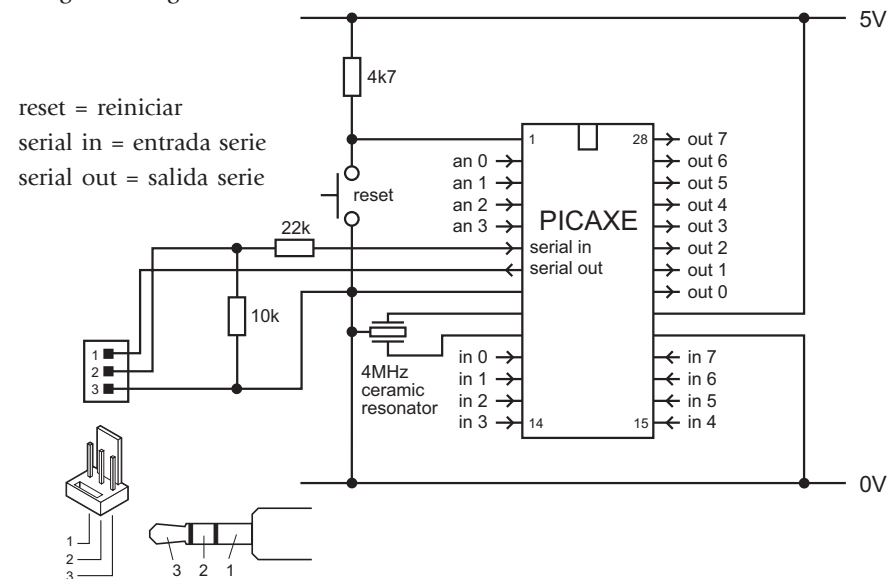 5V
4k7
reset = reiniciar
serial in = entrada serie
serial out = salida serie
1 28 out 7
an 0 out 6
an 1 out 5
an 2 out 4
an 3 PICAXE out 3
reset
22k
serial in out 2
serial out out 1
out 0
10k
1
2
3
4MHz
ceramic
resonator
in 0 in 7
in 1 in 6
in 2 in 5
in 3 14 15 in 4
0V
1
2
3
3 2 1